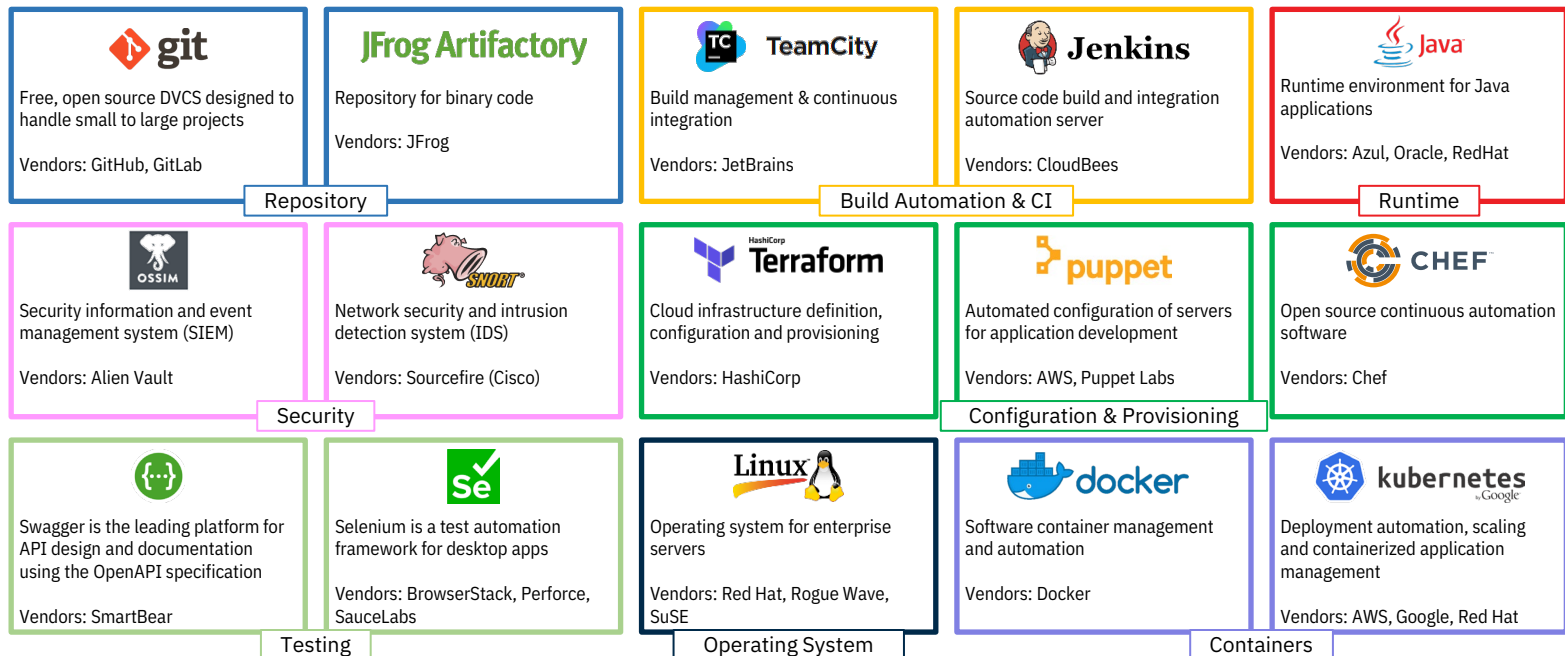 git
Free, open source DVCS designed to
handle small to large projects
Vendors: GitHub, GitLab
JFrog Artifactory
Repository for binary code
Vendors: JFrog
Repository
TC
TeamCity
Build management & continuous
integration
Vendors: JetBrains
Jenkins
Source code build and integration
automation server
Vendors: CloudBees
Build Automation & CI
Java
Runtime environment for Java
applications
Vendors: Azul, Oracle, RedHat
Runtime
OSSIM
Security information and event
management system (SIEM)
Vendors: Alien Vault
SNORT®
Network security and intrusion
detection system (IDS)
Vendors: Sourcefire (Cisco)
Security
HashiCorp
Terraform
Cloud infrastructure definition,
configuration and provisioning
Vendors: HashiCorp
puppet
Automated configuration of servers
for application development
Vendors: AWS, Puppet Labs
CHEF™
Open source continuous automation
software
Vendors: Chef
Configuration & Provisioning
{···}
Swagger is the leading platform for
API design and documentation
using the OpenAPI specification
Vendors: SmartBear
Se
Selenium is a test automation
framework for desktop apps
Vendors: BrowserStack, Perforce,
SauceLabs
Testing
Linux
Operating system for enterprise
servers
Vendors: Red Hat, Rogue Wave,
SuSE
Operating System
docker
Software container management
and automation
Vendors: Docker
kubernetes
by Google
Deployment automation, scaling
and containerized application
management
Vendors: AWS, Google, Red Hat
Containers